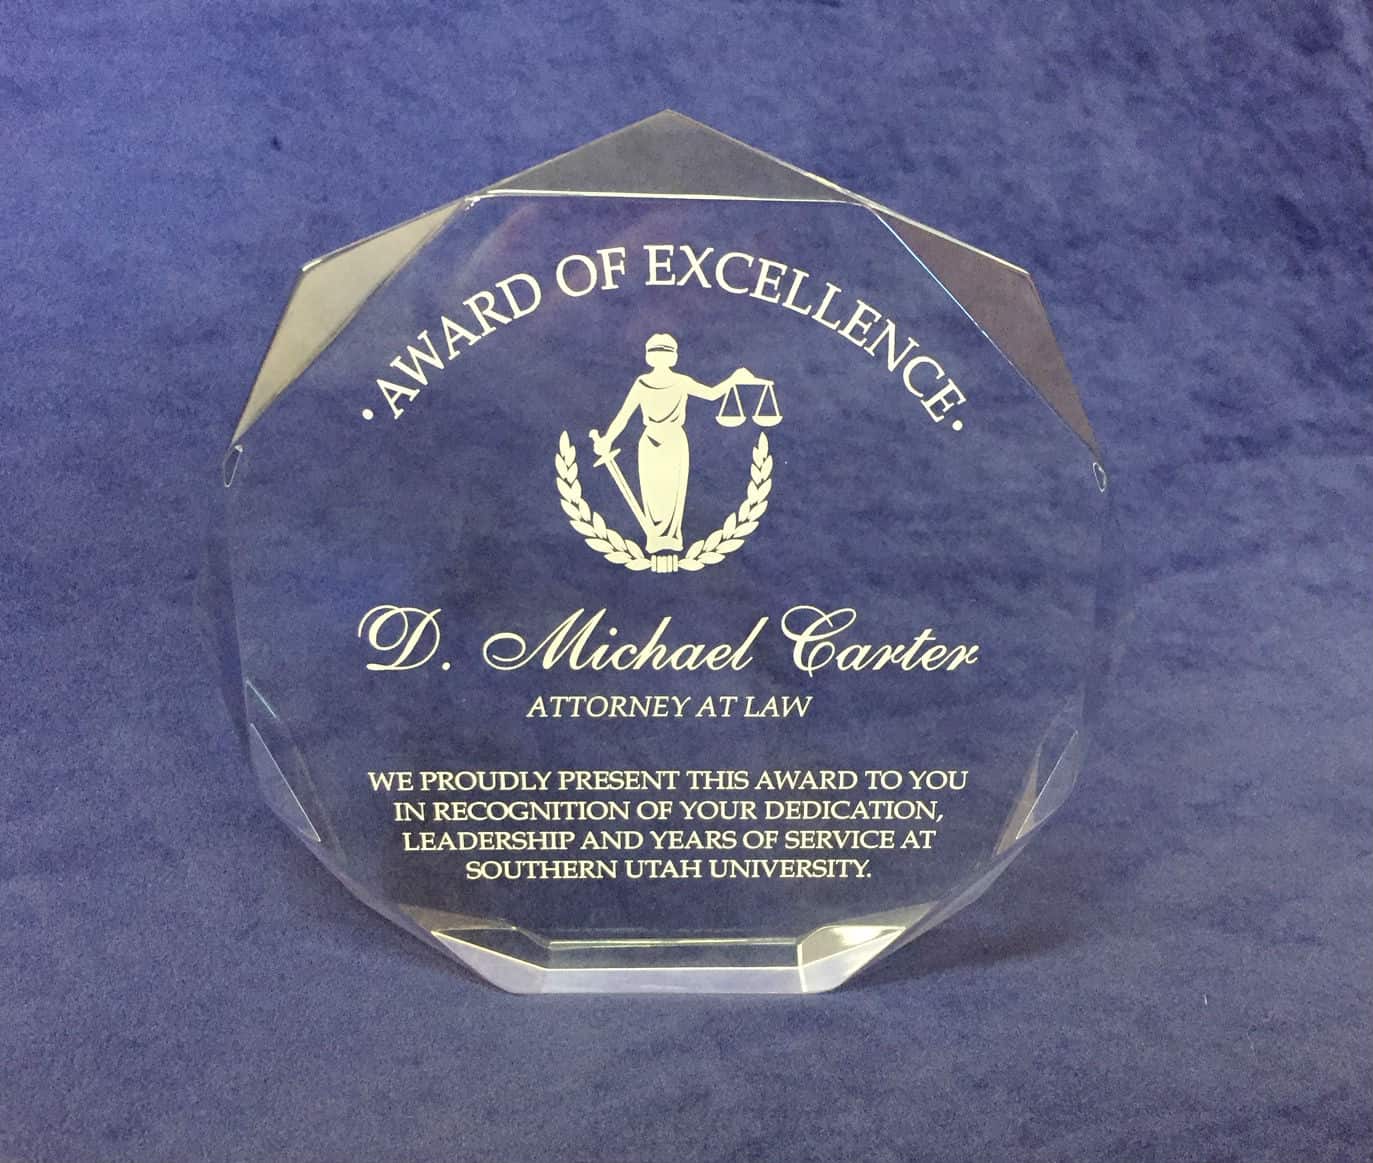 · AWARD OF EXCELLENCE ·
D. Michael Carter
ATTORNEY AT LAW
WE PROUDLY PRESENT THIS AWARD TO YOU
IN RECOGNITION OF YOUR DEDICATION,
LEADERSHIP AND YEARS OF SERVICE AT
SOUTHERN UTAH UNIVERSITY.